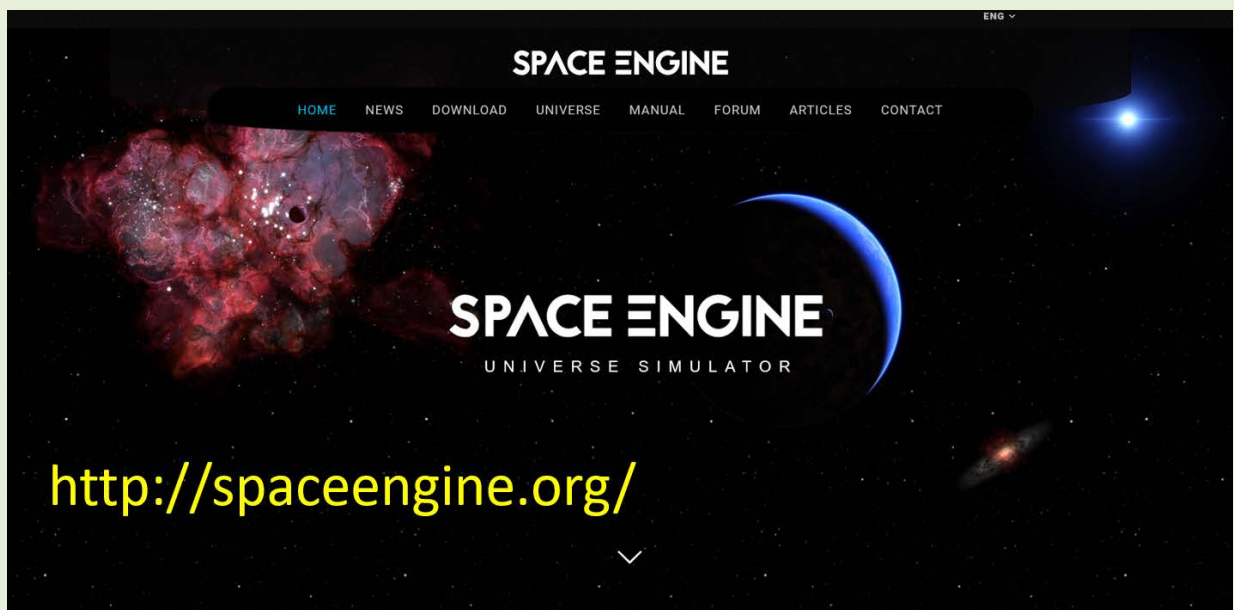 ENG
SPACE ENGINE
HOME NEWS DOWNLOAD UNIVERSE MANUAL FORUM ARTICLES CONTACT
SPACE ENGINE
UNIVERSE SIMULATOR
http://spaceengine.org/